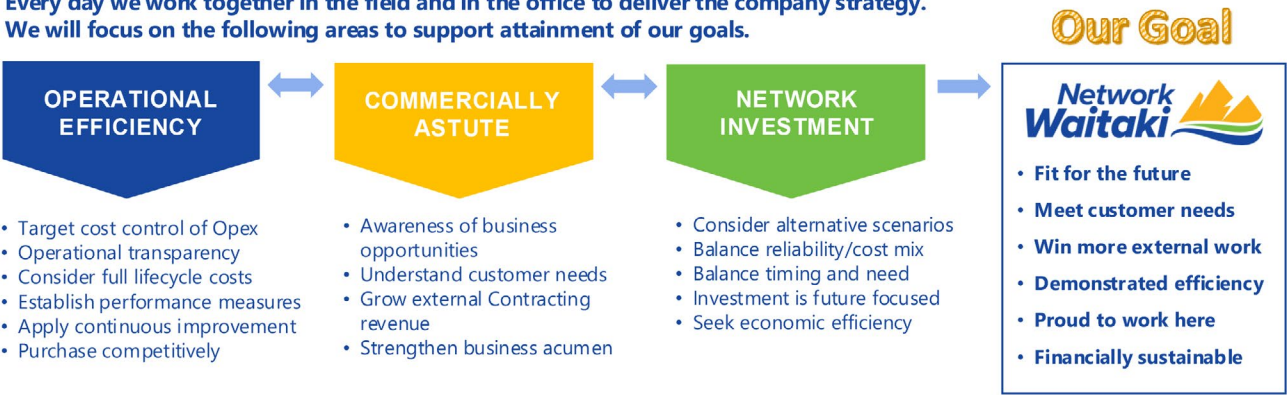 Every day we work together in the field and in the office to deliver the company strategy.
We will focus on the following areas to support attainment of our goals.
Our Goal
OPERATIONAL
EFFICIENCY
• Target cost control of Opex
• Operational transparency
• Consider full lifecycle costs
• Establish performance measures
• Apply continuous improvement
• Purchase competitively
COMMERCIALLY
ASTUTE
• Awareness of business
opportunities
• Understand customer needs
• Grow external Contracting
revenue
• Strengthen business acumen
NETWORK
INVESTMENT
• Consider alternative scenarios
• Balance reliability/cost mix
• Balance timing and need
• Investment is future focused
• Seek economic efficiency
Network
Waitaki
• Fit for the future
• Meet customer needs
• Win more external work
• Demonstrated efficiency
• Proud to work here
• Financially sustainable